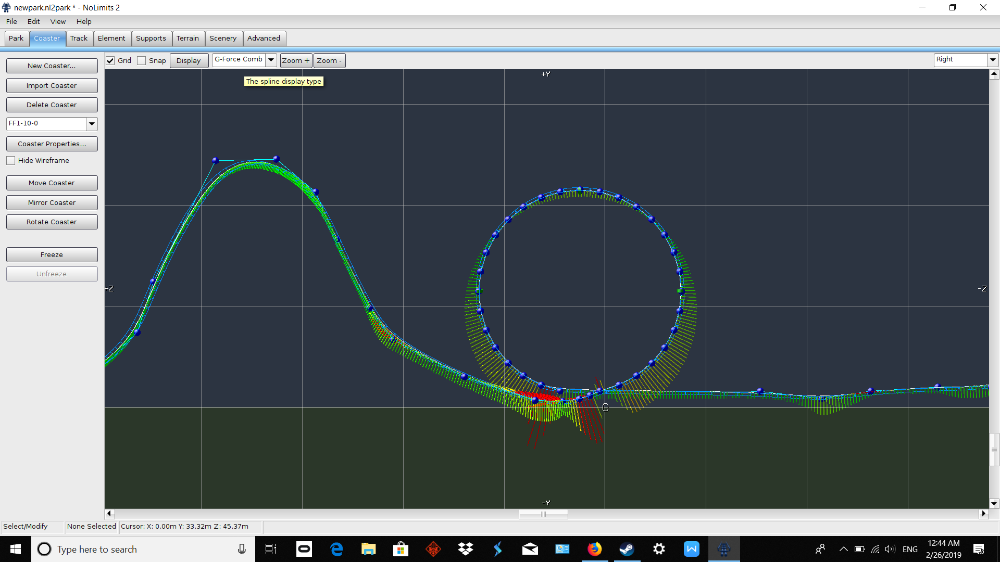 newpark.nl2park * - NoLimits 2
File Edit View Help
Park Coaster Track Element Supports Terrain Scenery Advanced
New Coaster...
Import Coaster
Delete Coaster
FF1-10-0
Coaster Properties...
Hide Wireframe
Move Coaster
Mirror Coaster
Rotate Coaster
Freeze
Unfreeze
Grid Snap Display G-Force Comb Zoom + Zoom - Right
The spline display type
+Y
+Z
-Z
-Y
Select/Modify None Selected Cursor: X: 0.00m Y: 33.32m Z: 45.37m
Type here to search
ENG
12:44 AM
2/26/2019